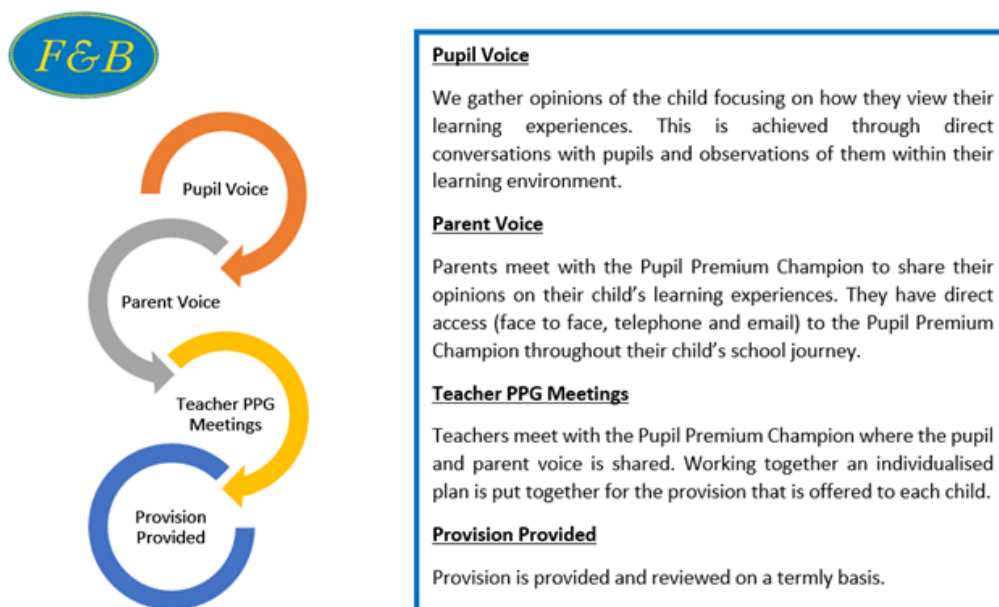 F&B
Pupil Voice
Parent Voice
Teacher PPG
Meetings
Provision
Provided
Pupil Voice
We gather opinions of the child focusing on how they view their
learning experiences. This is achieved through direct
conversations with pupils and observations of them within their
learning environment.
Parent Voice
Parents meet with the Pupil Premium Champion to share their
opinions on their child’s learning experiences. They have direct
access (face to face, telephone and email) to the Pupil Premium
Champion throughout their child’s school journey.
Teacher PPG Meetings
Teachers meet with the Pupil Premium Champion where the pupil
and parent voice is shared. Working together an individualised
plan is put together for the provision that is offered to each child.
Provision Provided
Provision is provided and reviewed on a termly basis.